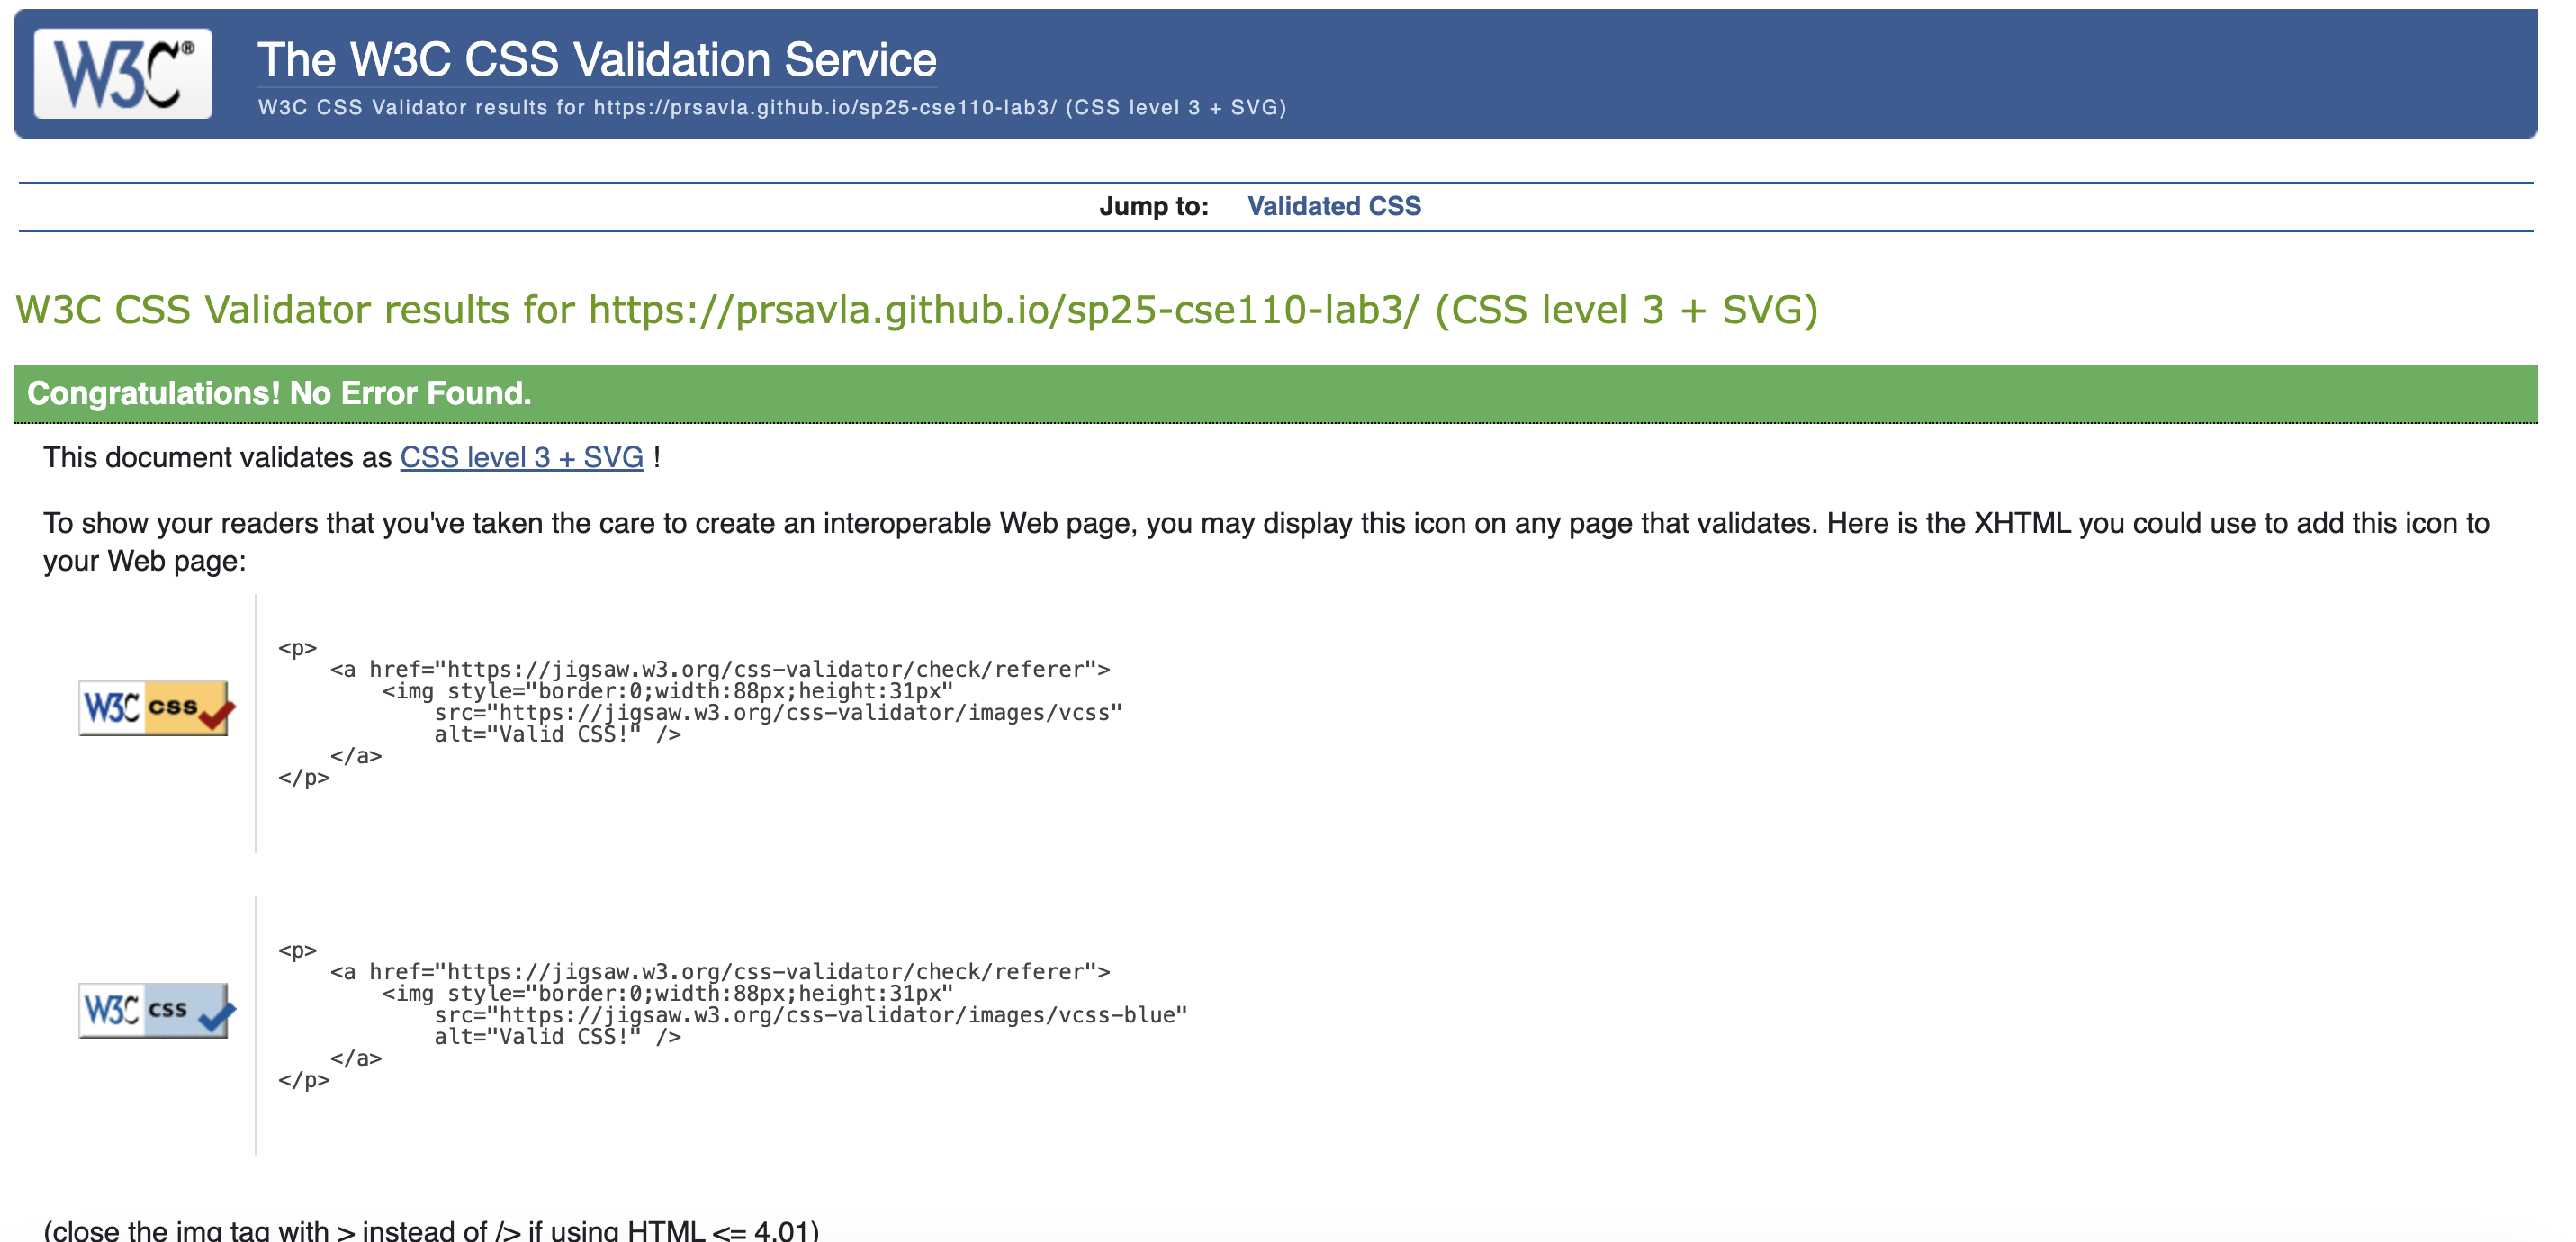 W3C®
The W3C CSS Validation Service
W3C CSS Validator results for https://prsavla.github.io/sp25-cse110-lab3/ (CSS level 3 + SVG)
Jump to: Validated CSS
W3C CSS Validator results for https://prsavla.github.io/sp25-cse110-lab3/ (CSS level 3 + SVG)
Congratulations! No Error Found.
This document validates as CSS level 3 + SVG !
To show your readers that you've taken the care to create an interoperable Web page, you may display this icon on any page that validates. Here is the XHTML you could use to add this icon to
your Web page:
W3C css
<p>
    <a href="https://jigsaw.w3.org/css-validator/check/referer">
        <img style="border:0;width:88px;height:31px"
            src="https://jigsaw.w3.org/css-validator/images/vcss"
            alt="Valid CSS!" />
    </a>
</p>
W3C css
<p>
    <a href="https://jigsaw.w3.org/css-validator/check/referer">
        <img style="border:0;width:88px;height:31px"
            src="https://jigsaw.w3.org/css-validator/images/vcss-blue"
            alt="Valid CSS!" />
    </a>
</p>
(close the img tag with > instead of /> if using HTML <= 4.01)